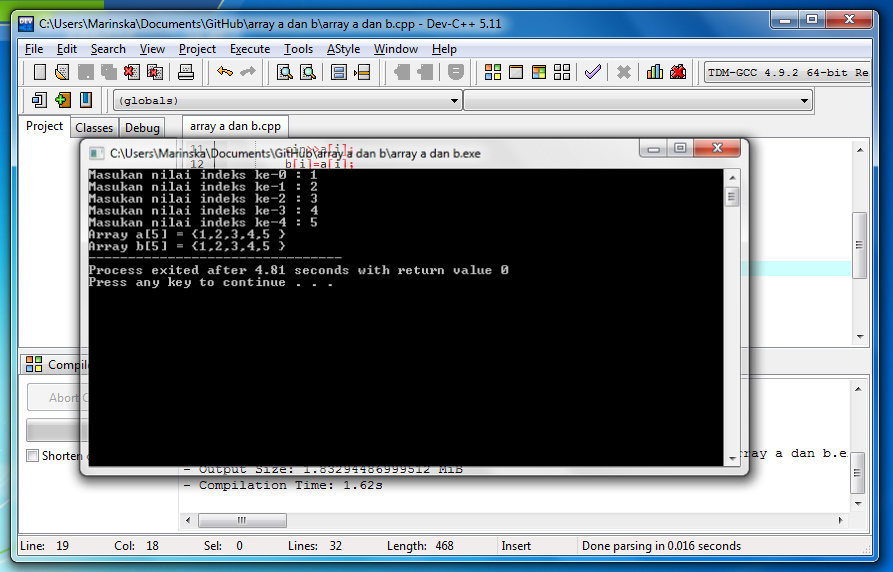 C:\Users\Marinska\Documents\GitHub\array a dan b\array a dan b.cpp - Dev-C++ 5.11
File Edit Search View Project Execute Tools AStyle Window Help
TDM-GCC 4.9.2 64-bit Re
(globals)
Project Classes Debug
array a dan b.cpp
11 cin>>a[i];
12 b[i]=a[i];
C:\Users\Marinska\Documents\GitHub\array a dan b\array a dan b.exe
Masukan nilai indeks ke-0 : 1
Masukan nilai indeks ke-1 : 2
Masukan nilai indeks ke-2 : 3
Masukan nilai indeks ke-3 : 4
Masukan nilai indeks ke-4 : 5
Array a[5] = {1,2,3,4,5 }
Array b[5] = {1,2,3,4,5 }
--------------------------------
Process exited after 4.81 seconds with return value 0
Press any key to continue . . .
Compile
Abort C
Shorten
rray a dan b.e
- Output Size: 1.83294486999512 MiB
- Compilation Time: 1.62s
Line: 19 Col: 18 Sel: 0 Lines: 32 Length: 468 Insert Done parsing in 0.016 seconds